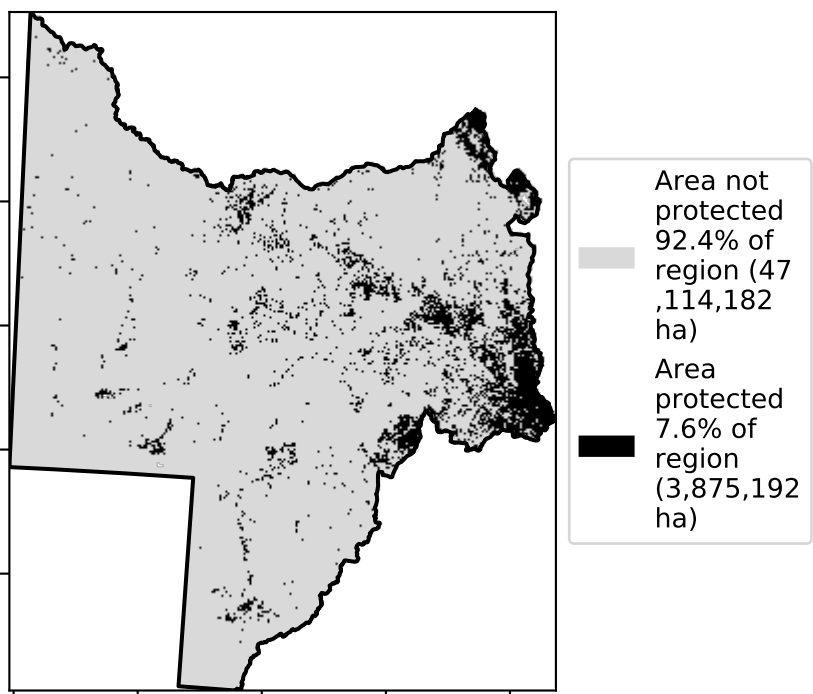 Area not
protected
92.4% of
region (47
,114,182
ha)
Area
protected
7.6% of
region
(3,875,192
ha)